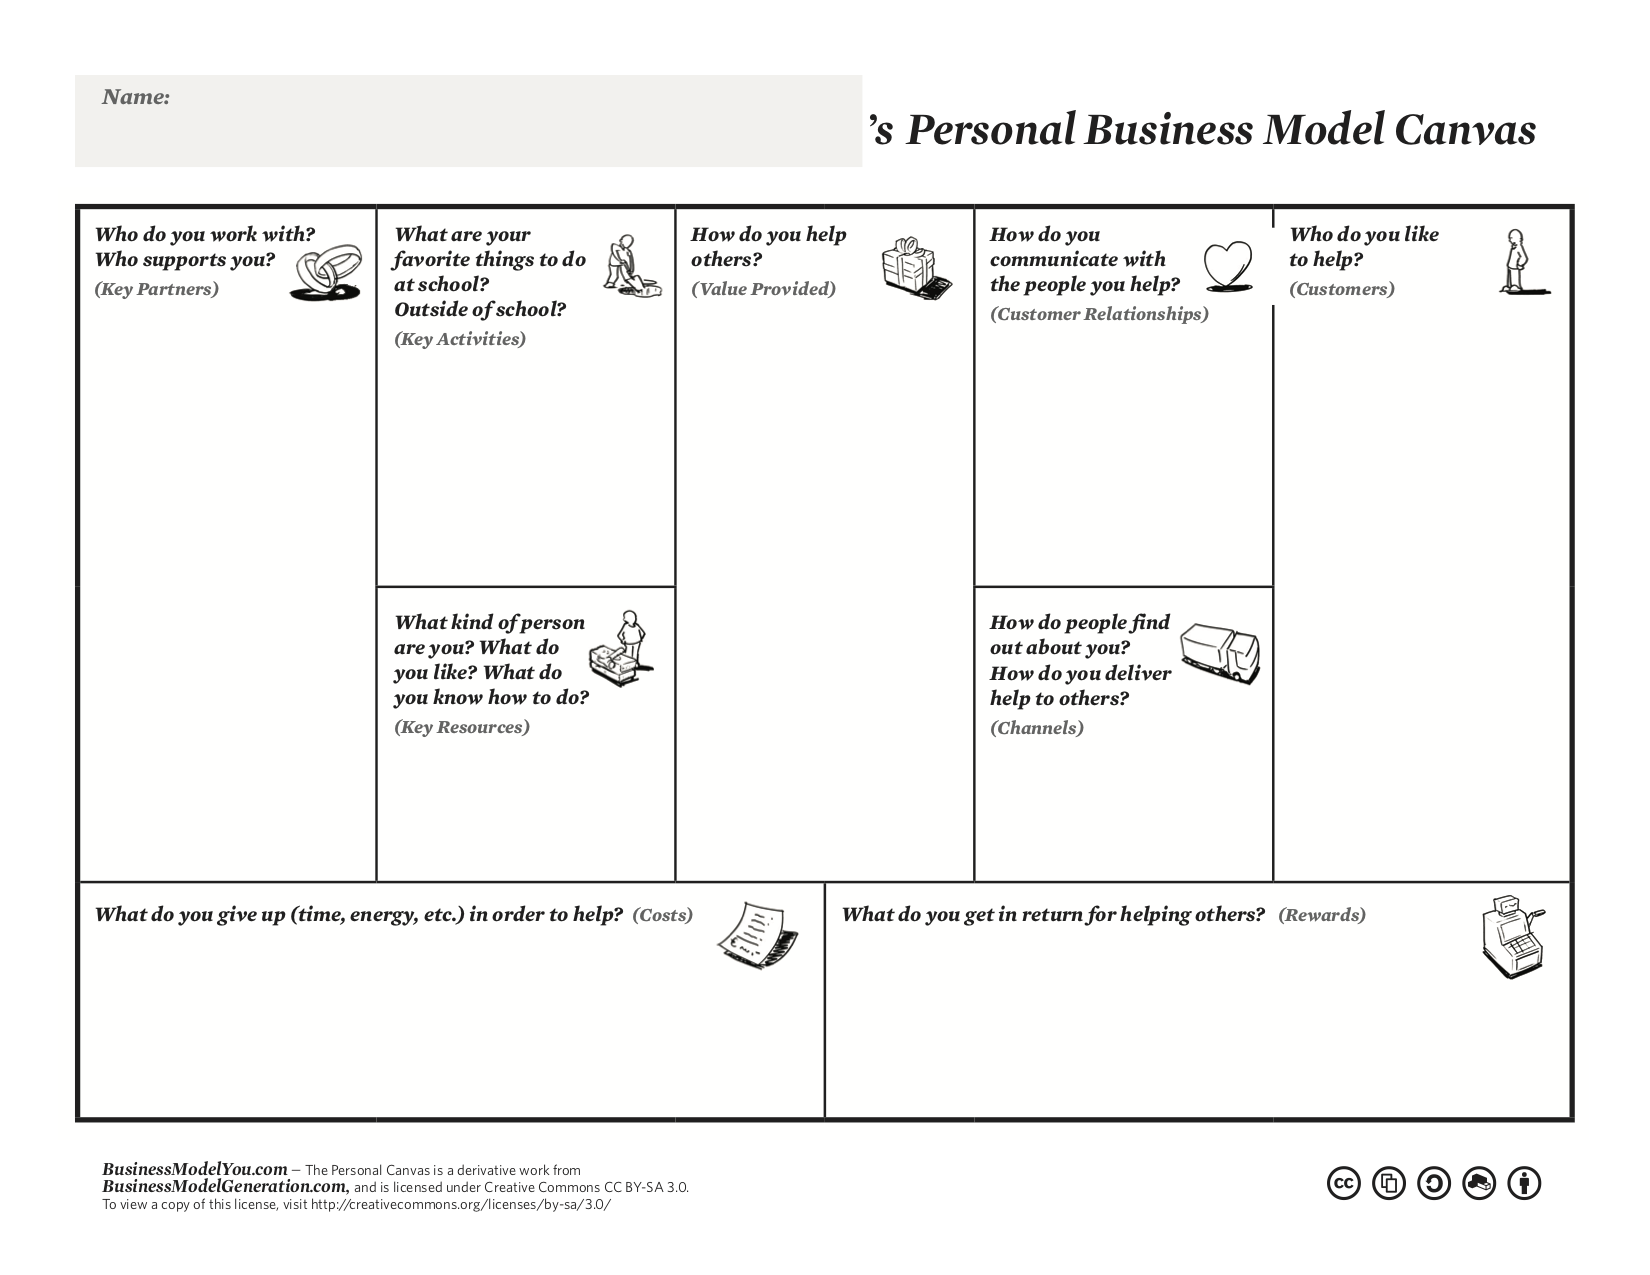 Name:
’s Personal Business Model Canvas
Who do you work with?
Who supports you?
(Key Partners)
What are your
favorite things to do
at school?
Outside of school?
(Key Activities)
What kind of person
are you? What do
you like? What do
you know how to do?
(Key Resources)
How do you help
others?
(Value Provided)
How do you
communicate with
the people you help?
(Customer Relationships)
How do people find
out about you?
How do you deliver
help to others?
(Channels)
Who do you like
to help?
(Customers)
What do you give up (time, energy, etc.) in order to help? (Costs)
What do you get in return for helping others? (Rewards)
BusinessModelYou.com – The Personal Canvas is a derivative work from
BusinessModelGeneration.com, and is licensed under Creative Commons CC BY-SA 3.0.
To view a copy of this license, visit http://creativecommons.org/licenses/by-sa/3.0/
cc